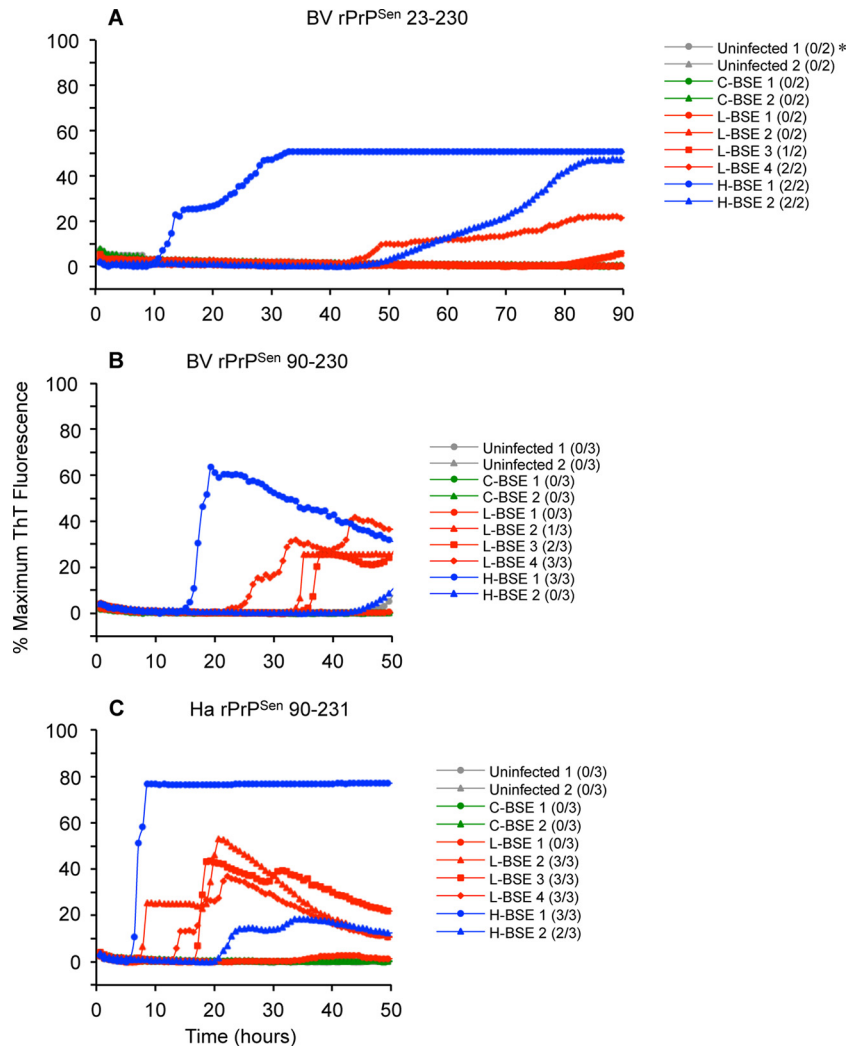 A
BV rPrPSen 23-230
100
80
60
40
20
0
0 10 20 30 40 50 60 70 80 90
Uninfected 1 (0/2) *
Uninfected 2 (0/2)
C-BSE 1 (0/2)
C-BSE 2 (0/2)
L-BSE 1 (0/2)
L-BSE 2 (0/2)
L-BSE 3 (1/2)
L-BSE 4 (2/2)
H-BSE 1 (2/2)
H-BSE 2 (2/2)
% Maximum ThT Fluorescence
B
BV rPrPSen 90-230
100
80
60
40
20
0
0 10 20 30 40 50
Uninfected 1 (0/3)
Uninfected 2 (0/3)
C-BSE 1 (0/3)
C-BSE 2 (0/3)
L-BSE 1 (0/3)
L-BSE 2 (1/3)
L-BSE 3 (2/3)
L-BSE 4 (3/3)
H-BSE 1 (3/3)
H-BSE 2 (0/3)
C
Ha rPrPSen 90-231
100
80
60
40
20
0
0 10 20 30 40 50
Time (hours)
Uninfected 1 (0/3)
Uninfected 2 (0/3)
C-BSE 1 (0/3)
C-BSE 2 (0/3)
L-BSE 1 (0/3)
L-BSE 2 (3/3)
L-BSE 3 (3/3)
L-BSE 4 (3/3)
H-BSE 1 (3/3)
H-BSE 2 (2/3)